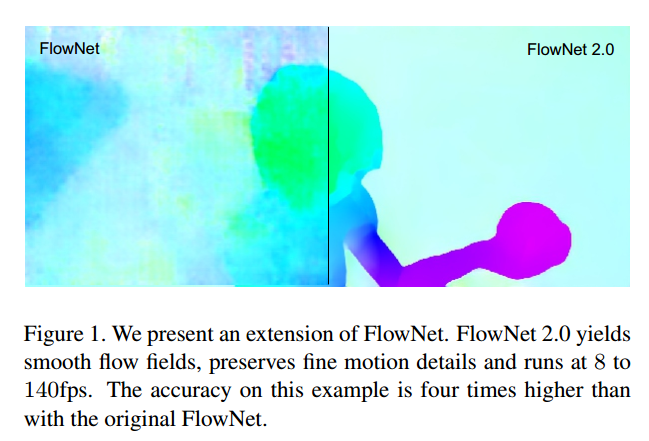 FlowNet
FlowNet 2.0
Figure 1. We present an extension of FlowNet. FlowNet 2.0 yields
smooth flow fields, preserves fine motion details and runs at 8 to
140fps. The accuracy on this example is four times higher than
with the original FlowNet.